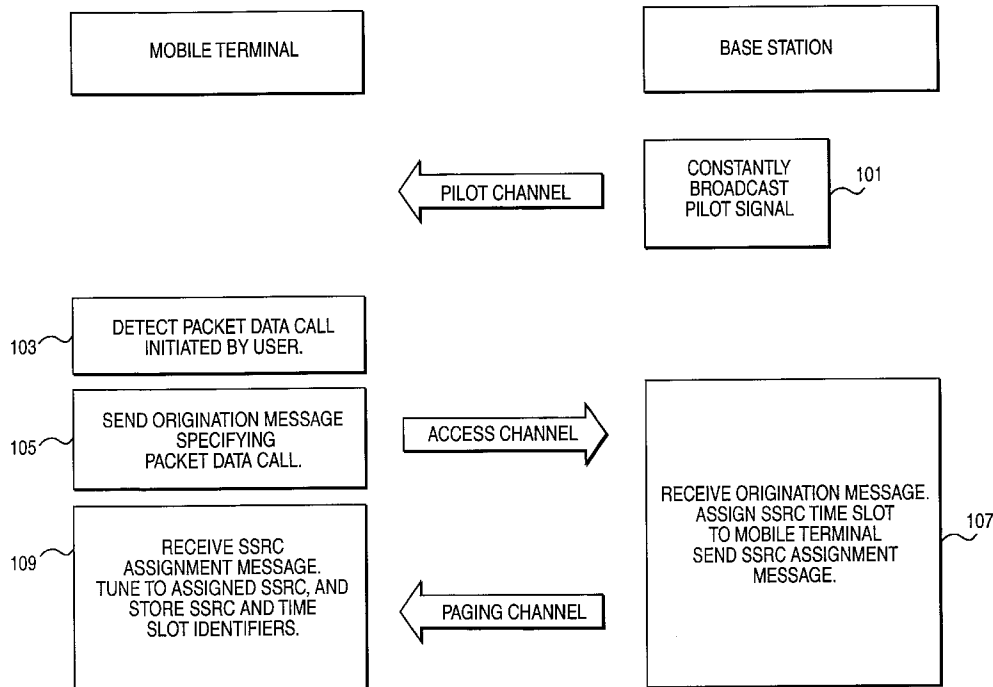 MOBILE TERMINAL
BASE STATION
CONSTANTLY
BROADCAST
PILOT SIGNAL
101
PILOT CHANNEL
103
DETECT PACKET DATA CALL
INITIATED BY USER.
105
SEND ORIGINATION MESSAGE
SPECIFYING
PACKET DATA CALL.
ACCESS CHANNEL
RECEIVE ORIGINATION MESSAGE.
ASSIGN SSRC TIME SLOT
TO MOBILE TERMINAL
SEND SSRC ASSIGNMENT
MESSAGE.
107
109
RECEIVE SSRC
ASSIGNMENT MESSAGE.
TUNE TO ASSIGNED SSRC, AND
STORE SSRC AND TIME
SLOT IDENTIFIERS.
PAGING CHANNEL